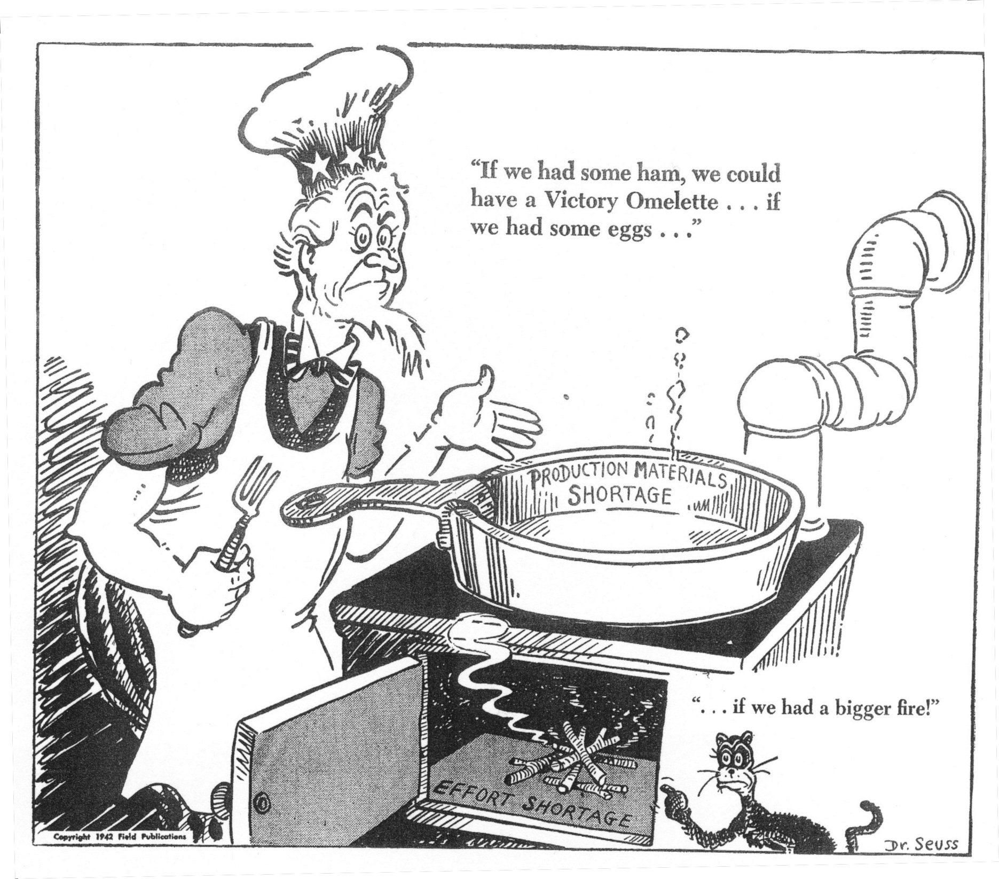 “If we had some ham, we could
have a Victory Omelette . . . if
we had some eggs . . .”
PRODUCTION MATERIALS
SHORTAGE
“. . . if we had a bigger fire!”
EFFORT SHORTAGE
Copyright 1942 Field Publications
Dr. Seuss